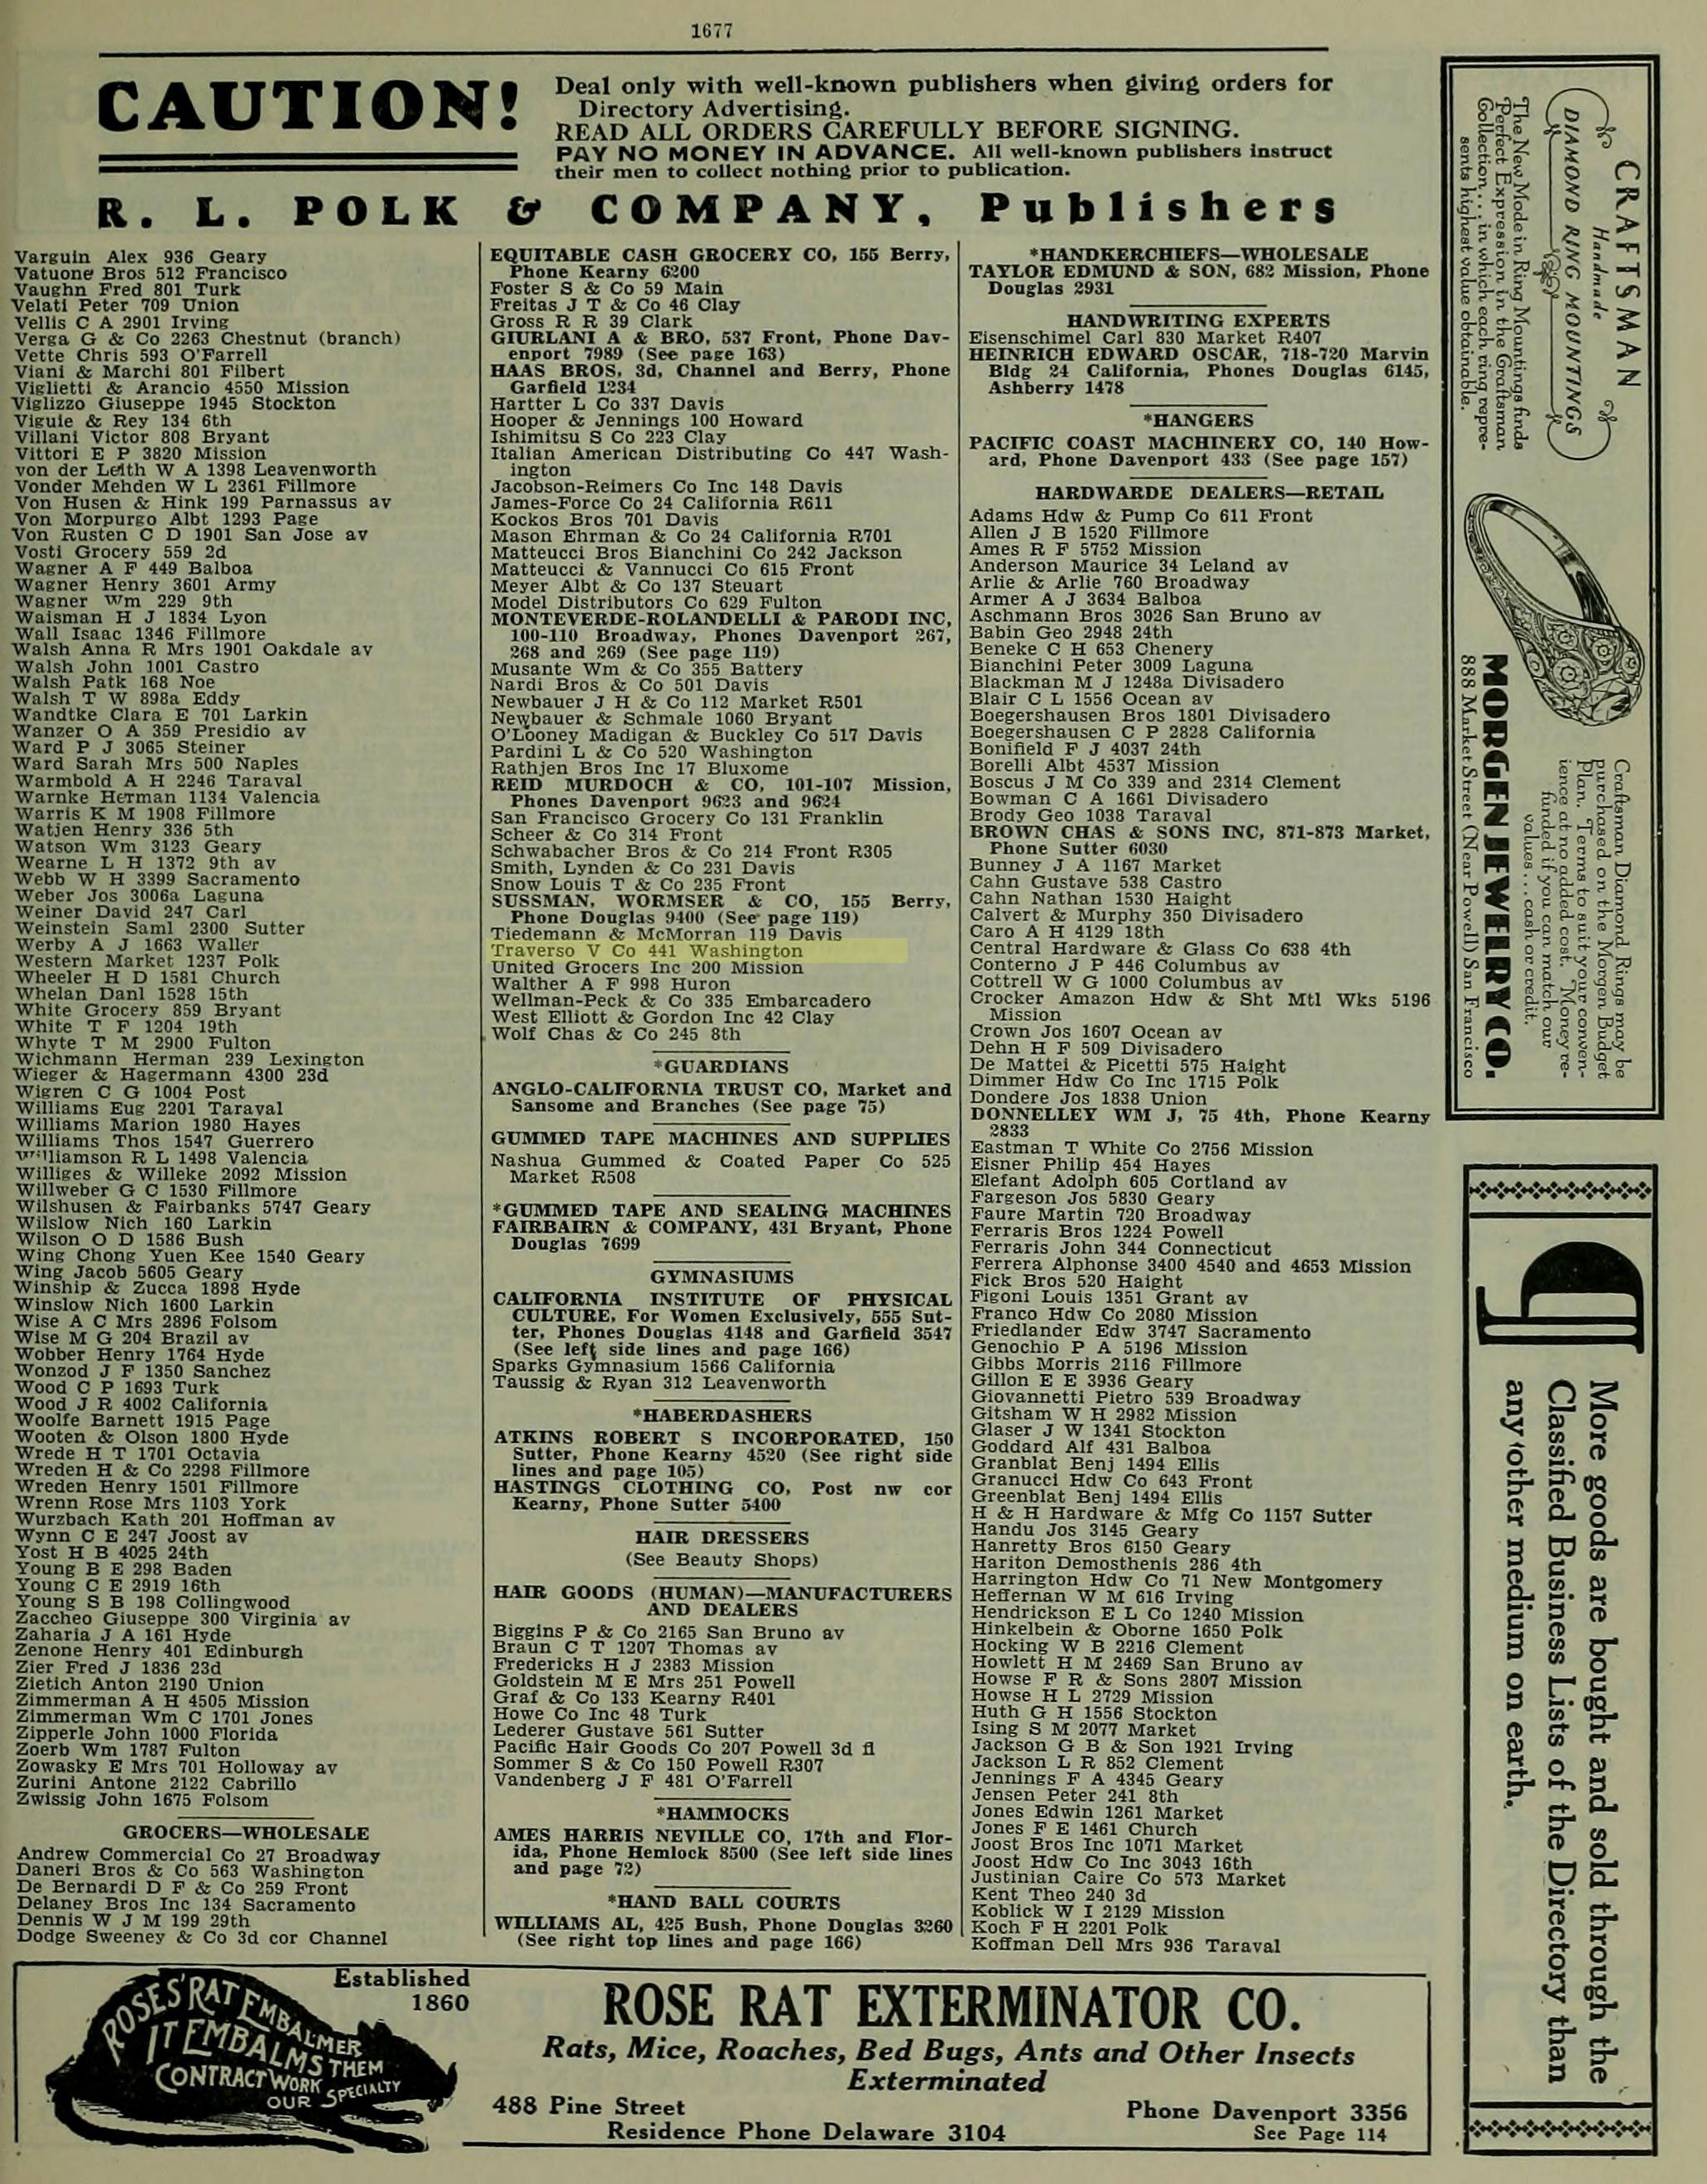 1677
CAUTION!
Deal only with well-known publishers when giving orders for
Directory Advertising.
READ ALL ORDERS CAREFULLY BEFORE SIGNING.
PAY NO MONEY IN ADVANCE. All well-known publishers instruct
their men to collect nothing prior to publication.
R. L. POLK & COMPANY, Publishers
Varguin Alex 936 Geary
Vatuone Bros 512 Francisco
Vaughn Fred 801 Turk
Velati Peter 709 Union
Vellis C A 2901 Irving
Verga G & Co 2263 Chestnut (branch)
Vette Chris 593 O'Farrell
Viani & Marchi 801 Filbert
Viglietti & Arancio 4550 Mission
Viglizzo Giuseppe 1945 Stockton
Viguie & Rey 134 6th
Villani Victor 808 Bryant
Vittori E P 3820 Mission
von der Leith W A 1398 Leavenworth
Vonder Mehden W L 2361 Fillmore
Von Husen & Hink 199 Parnassus av
Von Morpurgo Albt 1293 Page
Von Rusten C D 1901 San Jose av
Vosti Grocery 559 2d
Wagner A F 449 Balboa
Wagner Henry 3601 Army
Wagner Wm 229 9th
Waisman H J 1834 Lyon
Wall Isaac 1346 Fillmore
Walsh Anna R Mrs 1901 Oakdale av
Walsh John 1001 Castro
Walsh Patk 168 Noe
Walsh T W 898a Eddy
Wandtke Clara E 701 Larkin
Wanzer O A 359 Presidio av
Ward P J 3065 Steiner
Ward Sarah Mrs 500 Naples
Warmbold A H 2246 Taraval
Warnke Herman 1134 Valencia
Warris K M 1908 Fillmore
Watjen Henry 336 5th
Watson Wm 3123 Geary
Wearne L H 1372 9th av
Webb W H 3399 Sacramento
Weber Jos 3006a Laguna
Weiner David 247 Carl
Weinstein Saml 2300 Sutter
Werby A J 1663 Waller
Western Market 1237 Polk
Wheeler H D 1581 Church
Whelan Danl 1528 15th
White Grocery 859 Bryant
White T F 1204 19th
Whyte T M 2900 Fulton
Wichmann Herman 239 Lexington
Wieger & Hagermann 4300 23d
Wigren C G 1004 Post
Williams Eug 2201 Taraval
Williams Marion 1980 Hayes
Williams Thos 1547 Guerrero
Williamson R L 1498 Valencia
Williges & Willeke 2092 Mission
Willweber G C 1530 Fillmore
Wilshusen & Fairbanks 5747 Geary
Wilslow Nich 160 Larkin
Wilson O D 1586 Bush
Wing Chong Yuen Kee 1540 Geary
Wing Jacob 5605 Geary
Winship & Zucca 1898 Hyde
Winslow Nich 1600 Larkin
Wise A C Mrs 2896 Folsom
Wise M G 204 Brazil av
Wobber Henry 1764 Hyde
Wonzod J F 1350 Sanchez
Wood C P 1693 Turk
Wood J R 4002 California
Woolfe Barnett 1915 Page
Wooten & Olson 1800 Hyde
Wrede H T 1701 Octavia
Wreden H & Co 2298 Fillmore
Wreden Henry 1501 Fillmore
Wrenn Rose Mrs 1103 York
Wurzbach Kath 201 Hoffman av
Wynn C E 247 Joost av
Yost H B 4025 24th
Young B E 298 Baden
Young C E 2919 16th
Young S B 198 Collingwood
Zaccheo Giuseppe 300 Virginia av
Zaharia J A 161 Hyde
Zenone Henry 401 Edinburgh
Zier Fred J 1836 23d
Zietich Anton 2190 Union
Zimmerman A H 4505 Mission
Zimmerman Wm C 1701 Jones
Zipperle John 1000 Florida
Zoerb Wm 1787 Fulton
Zowasky E Mrs 701 Holloway av
Zurini Antone 2122 Cabrillo
Zwissig John 1675 Folsom
GROCERS—WHOLESALE
Andrew Commercial Co 27 Broadway
Daneri Bros & Co 563 Washington
De Bernardi D F & Co 259 Front
Delaney Bros Inc 134 Sacramento
Dennis W J M 199 29th
Dodge Sweeney & Co 3d cor Channel
EQUITABLE CASH GROCERY CO, 155 Berry,
Phone Kearny 6200
Foster S & Co 59 Main
Freitas J T & Co 46 Clay
Gross R R 39 Clark
GIURLANI A & BRO, 537 Front, Phone Dav-
enport 7989 (See page 163)
HAAS BROS, 3d, Channel and Berry, Phone
Garfield 1234
Hartter L Co 337 Davis
Hooper & Jennings 100 Howard
Ishimitsu S Co 223 Clay
Italian American Distributing Co 447 Wash-
ington
Jacobson-Reimers Co Inc 148 Davis
James-Force Co 24 California R611
Kockos Bros 701 Davis
Mason Ehrman & Co 24 California R701
Matteucci Bros Bianchini Co 242 Jackson
Matteucci & Vannucci Co 615 Front
Meyer Albt & Co 137 Steuart
Model Distributors Co 629 Fulton
MONTEVERDE-ROLANDELLI & PARODI INC,
100-110 Broadway, Phones Davenport 267,
268 and 269 (See page 119)
Musante Wm & Co 355 Battery
Nardi Bros & Co 501 Davis
Newbauer J H & Co 112 Market R501
Newbauer & Schmale 1060 Bryant
O'Looney Madigan & Buckley Co 517 Davis
Pardini L & Co 520 Washington
Rathjen Bros Inc 17 Bluxome
REID MURDOCH & CO, 101-107 Mission,
Phones Davenport 9623 and 9624
San Francisco Grocery Co 131 Franklin
Scheer & Co 314 Front
Schwabacher Bros & Co 214 Front R305
Smith, Lynden & Co 231 Davis
Snow Louis T & Co 235 Front
SUSSMAN, WORMSER & CO, 155 Berry,
Phone Douglas 9400 (See page 119)
Tiedemann & McMorran 119 Davis
Traverso V Co 441 Washington
United Grocers Inc 200 Mission
Walther A F 998 Huron
Wellman-Peck & Co 335 Embarcadero
West Elliott & Gordon Inc 42 Clay
Wolf Chas & Co 245 8th
*GUARDIANS
ANGLO-CALIFORNIA TRUST CO, Market and
Sansome and Branches (See page 75)
GUMMED TAPE MACHINES AND SUPPLIES
Nashua Gummed & Coated Paper Co 525
Market R508
*GUMMED TAPE AND SEALING MACHINES
FAIRBAIRN & COMPANY, 431 Bryant, Phone
Douglas 7699
GYMNASIUMS
CALIFORNIA INSTITUTE OF PHYSICAL
CULTURE, For Women Exclusively, 555 Sut-
ter, Phones Douglas 4148 and Garfield 3547
(See left side lines and page 166)
Sparks Gymnasium 1566 California
Taussig & Ryan 312 Leavenworth
*HABERDASHERS
ATKINS ROBERT S INCORPORATED, 150
Sutter, Phone Kearny 4520 (See right side
lines and page 105)
HASTINGS CLOTHING CO, Post nw cor
Kearny, Phone Sutter 5400
HAIR DRESSERS
(See Beauty Shops)
HAIR GOODS (HUMAN)—MANUFACTURERS
AND DEALERS
Biggins P & Co 2165 San Bruno av
Braun C T 1207 Thomas av
Fredericks H J 2383 Mission
Goldstein M E Mrs 251 Powell
Graf & Co 133 Kearny R401
Howe Co Inc 48 Turk
Lederer Gustave 561 Sutter
Pacific Hair Goods Co 207 Powell 3d fl
Sommer S & Co 150 Powell R307
Vandenberg J F 481 O'Farrell
*HAMMOCKS
AMES HARRIS NEVILLE CO, 17th and Flor-
ida, Phone Hemlock 8500 (See left side lines
and page 72)
*HAND BALL COURTS
WILLIAMS AL, 425 Bush, Phone Douglas 3260
(See right top lines and page 166)
*HANDKERCHIEFS—WHOLESALE
TAYLOR EDMUND & SON, 682 Mission, Phone
Douglas 2931
HANDWRITING EXPERTS
Eisenschimel Carl 830 Market R407
HEINRICH EDWARD OSCAR, 718-720 Marvin
Bldg 24 California, Phones Douglas 6145,
Ashberry 1478
*HANGERS
PACIFIC COAST MACHINERY CO, 140 How-
ard, Phone Davenport 433 (See page 157)
HARDWARDE DEALERS—RETAIL
Adams Hdw & Pump Co 611 Front
Allen J B 1520 Fillmore
Ames R F 5752 Mission
Anderson Maurice 34 Leland av
Arlie & Arlie 760 Broadway
Armer A J 3634 Balboa
Aschmann Bros 3026 San Bruno av
Babin Geo 2948 24th
Beneke C H 653 Chenery
Bianchini Peter 3009 Laguna
Blackman M J 1248a Divisadero
Blair C L 1556 Ocean av
Boegershausen Bros 1801 Divisadero
Boegershausen C P 2828 California
Bonifield F J 4037 24th
Borelli Albt 4537 Mission
Boscus J M Co 339 and 2314 Clement
Bowman C A 1661 Divisadero
Brody Geo 1038 Taraval
BROWN CHAS & SONS INC, 871-873 Market,
Phone Sutter 6030
Bunney J A 1167 Market
Cahn Gustave 538 Castro
Cahn Nathan 1530 Haight
Calvert & Murphy 350 Divisadero
Caro A H 4129 18th
Central Hardware & Glass Co 638 4th
Conterno J P 446 Columbus av
Cottrell W G 1000 Columbus av
Crocker Amazon Hdw & Sht Mtl Wks 5196
Mission
Crown Jos 1607 Ocean av
Dehn H F 509 Divisadero
De Mattei & Picetti 575 Haight
Dimmer Hdw Co Inc 1715 Polk
Dondere Jos 1838 Union
DONNELLEY WM J, 75 4th, Phone Kearny
2833
Eastman T White Co 2756 Mission
Eisner Philip 454 Hayes
Elefant Adolph 605 Cortland av
Fargeson Jos 5830 Geary
Faure Martin 720 Broadway
Ferraris Bros 1224 Powell
Ferraris John 344 Connecticut
Ferrera Alphonse 3400 4540 and 4653 Mission
Fick Bros 520 Haight
Figoni Louis 1351 Grant av
Franco Hdw Co 2080 Mission
Friedlander Edw 3747 Sacramento
Genochio P A 5196 Mission
Gibbs Morris 2116 Fillmore
Gillon E E 3936 Geary
Giovannetti Pietro 539 Broadway
Gitsham W H 2982 Mission
Glaser J W 1341 Stockton
Goddard Alf 431 Balboa
Granblat Benj 1494 Ellis
Granucci Hdw Co 643 Front
Greenblat Benj 1494 Ellis
H & H Hardware & Mfg Co 1157 Sutter
Handu Jos 3145 Geary
Hanretty Bros 6150 Geary
Hariton Demosthenis 286 4th
Harrington Hdw Co 71 New Montgomery
Heffernan W M 616 Irving
Hendrickson E L Co 1240 Mission
Hinkelbein & Oborne 1650 Polk
Hocking W B 2216 Clement
Howlett H M 2469 San Bruno av
Howse F R & Sons 2807 Mission
Howse H L 2729 Mission
Huth G H 1556 Stockton
Ising S M 2077 Market
Jackson G B & Son 1921 Irving
Jackson L R 852 Clement
Jennings F A 4345 Geary
Jensen Peter 241 8th
Jones Edwin 1261 Market
Jones F E 1461 Church
Joost Bros Inc 1071 Market
Joost Hdw Co Inc 3043 16th
Justinian Caire Co 573 Market
Kent Theo 240 3d
Koblick W I 2129 Mission
Koch F H 2201 Polk
Koffman Dell Mrs 936 Taraval
CRAFTSMAN
Handmade
DIAMOND RING MOUNTINGS
The New Mode in Ring Mountings finds
Perfect Expression in the Craftsman
Collection... in which each ring repre-
sents highest value obtainable.
Craftsman Diamond Rings may be
purchased on the Morgen Budget
Plan. Terms to suit your conven-
ience at no added cost. Money re-
funded if you can match our
values... cash or credit.
MORGEN JEWELRY CO.
888 Market Street (Near Powell) San Francisco
¶
More goods are bought and sold through the
Classified Business Lists of the Directory than
any other medium on earth.
ROSES' RAT EMBALMER
IT EMBALMS THEM
CONTRACT WORK
OUR SPECIALTY
Established
1860
ROSE RAT EXTERMINATOR CO.
Rats, Mice, Roaches, Bed Bugs, Ants and Other Insects
Exterminated
488 Pine Street
Phone Davenport 3356
Residence Phone Delaware 3104
See Page 114